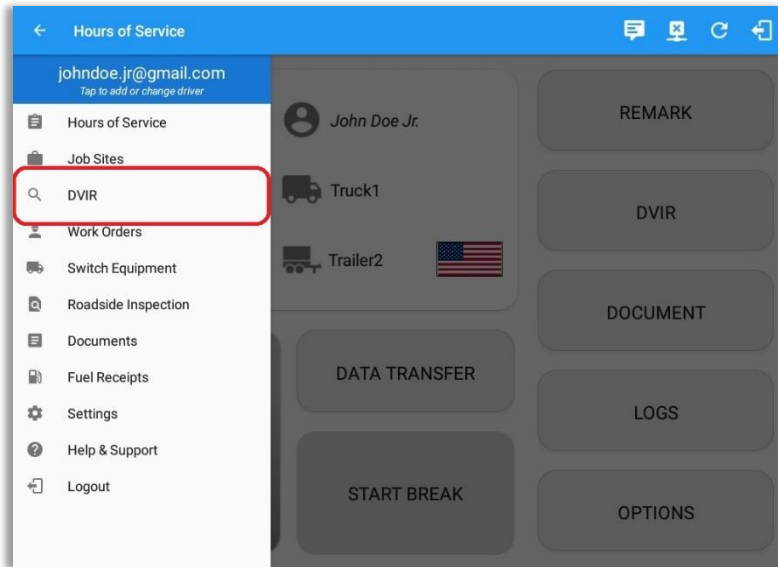 Hours of Service
johndoe.jr@gmail.com
Tap to add or change driver
Hours of Service
Job Sites
DVIR
Work Orders
Switch Equipment
Roadside Inspection
Documents
Fuel Receipts
Settings
Help & Support
Logout
John Doe Jr.
Truck1
Trailer2
DATA TRANSFER
START BREAK
REMARK
DVIR
DOCUMENT
LOGS
OPTIONS